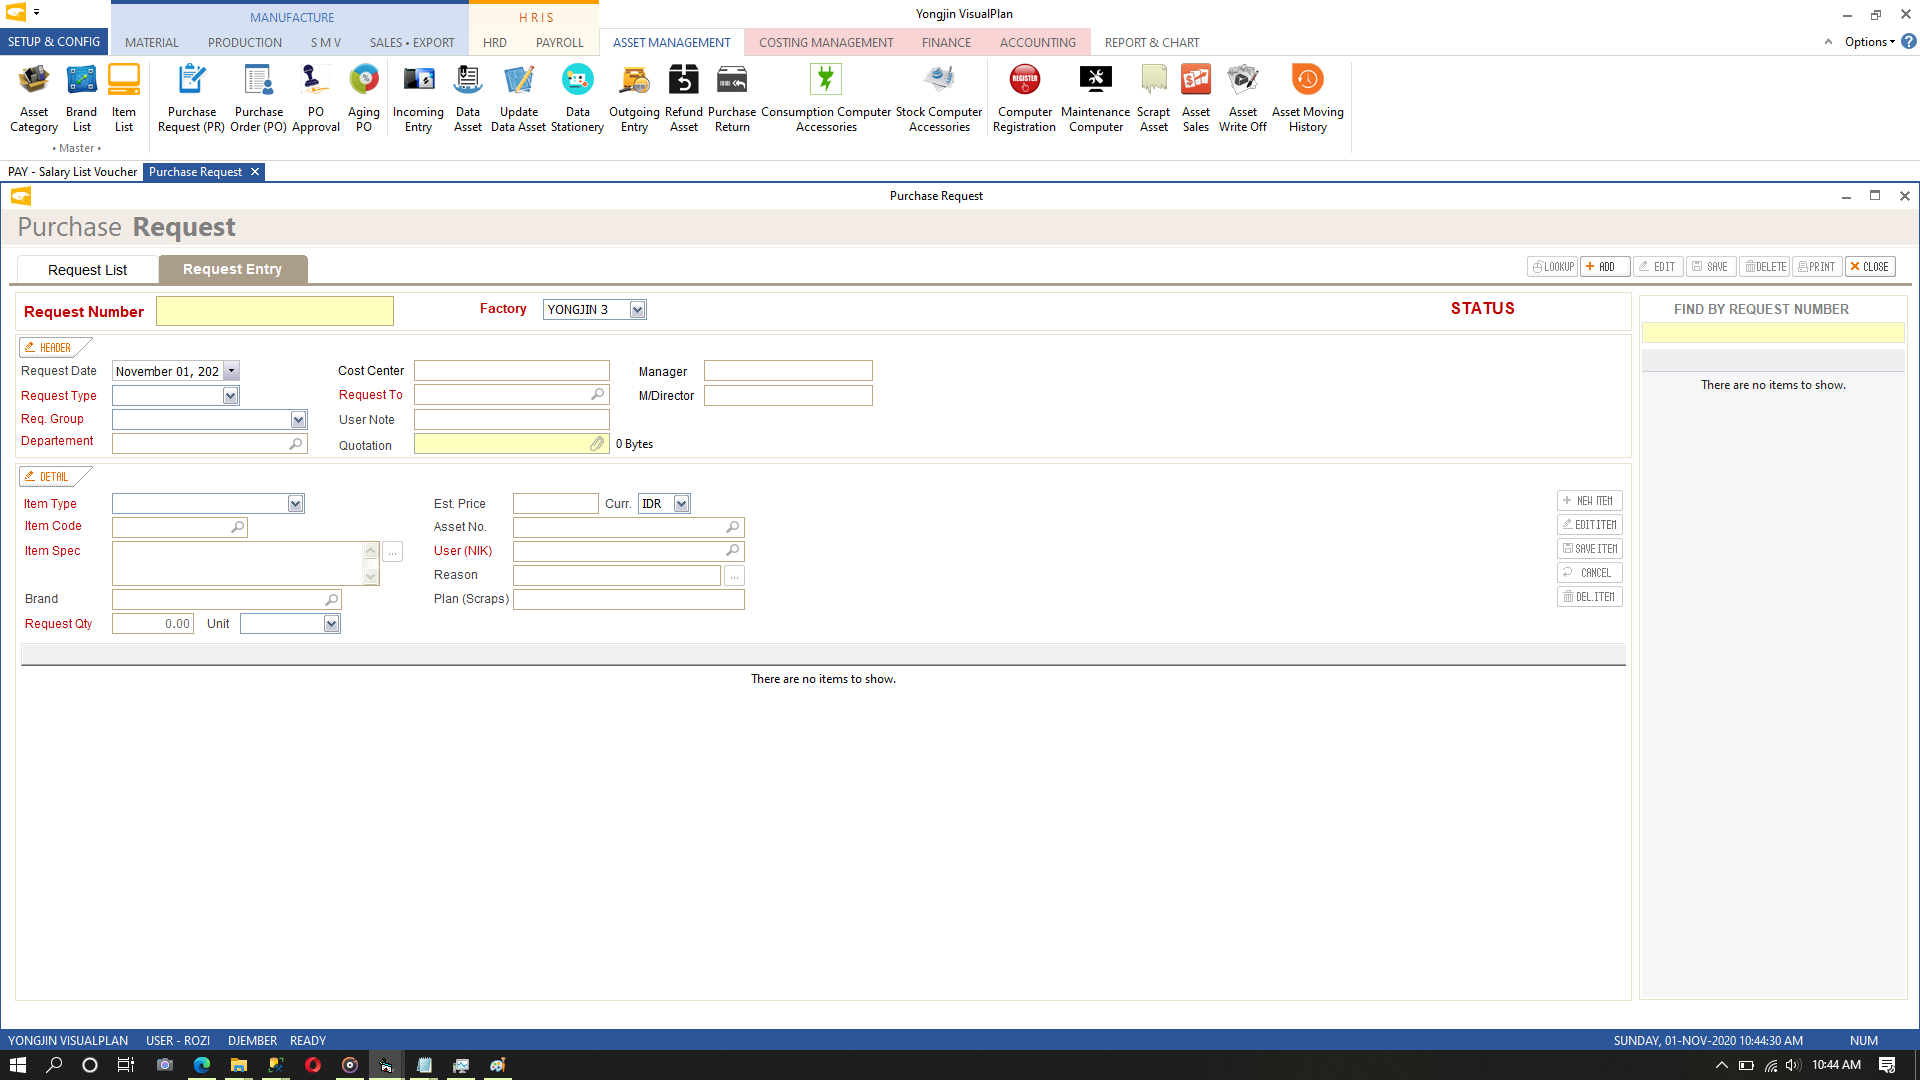 Yongjin VisualPlan
MANUFACTURE
H R I S
SETUP & CONFIG
MATERIAL
PRODUCTION
S M V
SALES • EXPORT
HRD
PAYROLL
ASSET MANAGEMENT
COSTING MANAGEMENT
FINANCE
ACCOUNTING
REPORT & CHART
Options
Asset
Category
Brand
List
Item
List
Purchase
Request (PR)
Purchase
Order (PO)
PO
Approval
Aging
PO
Incoming
Entry
Data
Asset
Update
Data Asset
Data
Stationery
Outgoing
Entry
Refund
Asset
Purchase
Return
Consumption Computer
Accessories
Stock Computer
Accessories
REGISTER
Computer
Registration
Maintenance
Computer
Scrapt
Asset
Asset
Sales
Asset
Write Off
Asset Moving
History
• Master •
PAY - Salary List Voucher
Purchase Request
Purchase Request
Purchase Request
Request List
Request Entry
LOOKUP
ADD
EDIT
SAVE
DELETE
PRINT
CLOSE
Request Number
Factory
YONGJIN 3
STATUS
FIND BY REQUEST NUMBER
There are no items to show.
HEADER
Request Date
November 01, 202
Cost Center
Manager
Request Type
Request To
M/Director
Req. Group
User Note
Departement
Quotation
0 Bytes
DETAIL
Item Type
Est. Price
Curr.
IDR
NEW ITEM
Item Code
Asset No.
EDIT ITEM
Item Spec
...
User (NIK)
SAVE ITEM
Reason
...
CANCEL
Brand
Plan (Scraps)
DEL.ITEM
Request Qty
0.00
Unit
There are no items to show.
YONGJIN VISUALPLAN
USER - ROZI
DJEMBER
READY
SUNDAY, 01-NOV-2020 10:44:30 AM
NUM
10:44 AM